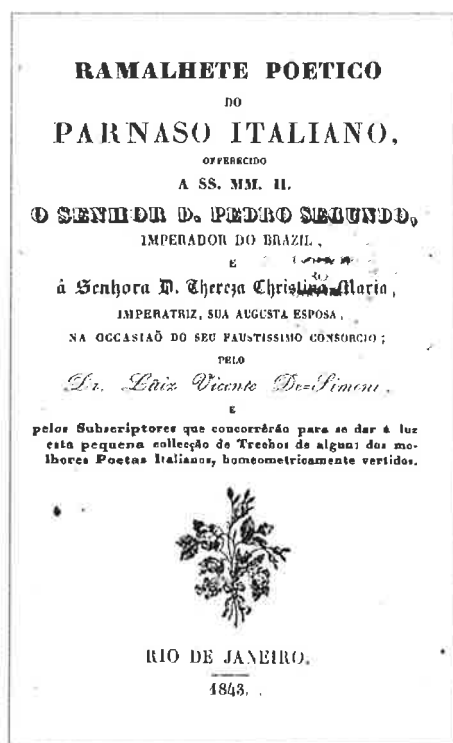 RAMALHETE POETICO
DO
PARNASO ITALIANO,
OFFERECIDO
A SS. MM. II.
O SENHOR D. PEDRO SEGUNDO,
IMPERADOR DO BRAZIL,
E
á Senhora D. Thereza Christina Maria,
IMPERATRIZ, SUA AUGUSTA ESPOSA,
NA OCCASIAÕ DO SEU FAUSTISSIMO CONSORCIO;
PELO
Dr. Luiz Vicente De-Simoni,
E
pelos Subscriptores que concorrêrão para se dar á luz
esta pequena collecção de Trechos de alguns dos me-
lhores Poetas Italianos, homeometricamente vertidos.
RIO DE JANEIRO.
1843.